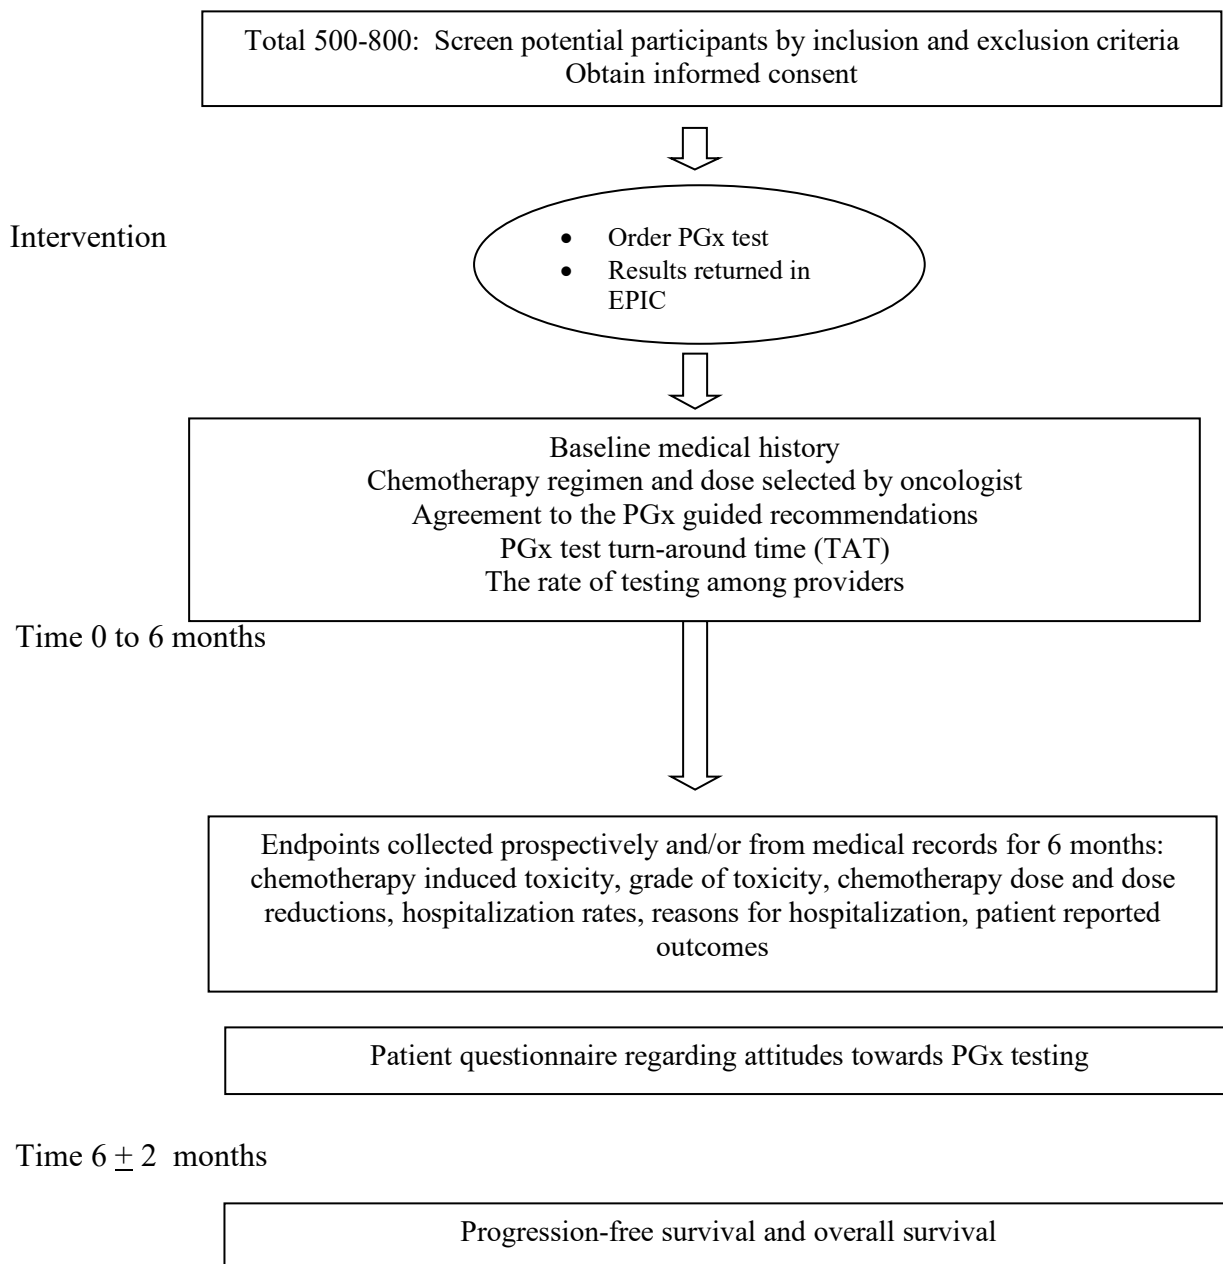 Total 500-800:  Screen potential participants by inclusion and exclusion criteria
Obtain informed consent
Intervention
• Order PGx test
• Results returned in
EPIC
Baseline medical history
Chemotherapy regimen and dose selected by oncologist
Agreement to the PGx guided recommendations
PGx test turn-around time (TAT)
The rate of testing among providers
Time 0 to 6 months
Endpoints collected prospectively and/or from medical records for 6 months:
chemotherapy induced toxicity, grade of toxicity, chemotherapy dose and dose
reductions, hospitalization rates, reasons for hospitalization, patient reported
outcomes
Patient questionnaire regarding attitudes towards PGx testing
Time 6 ± 2  months
Progression-free survival and overall survival